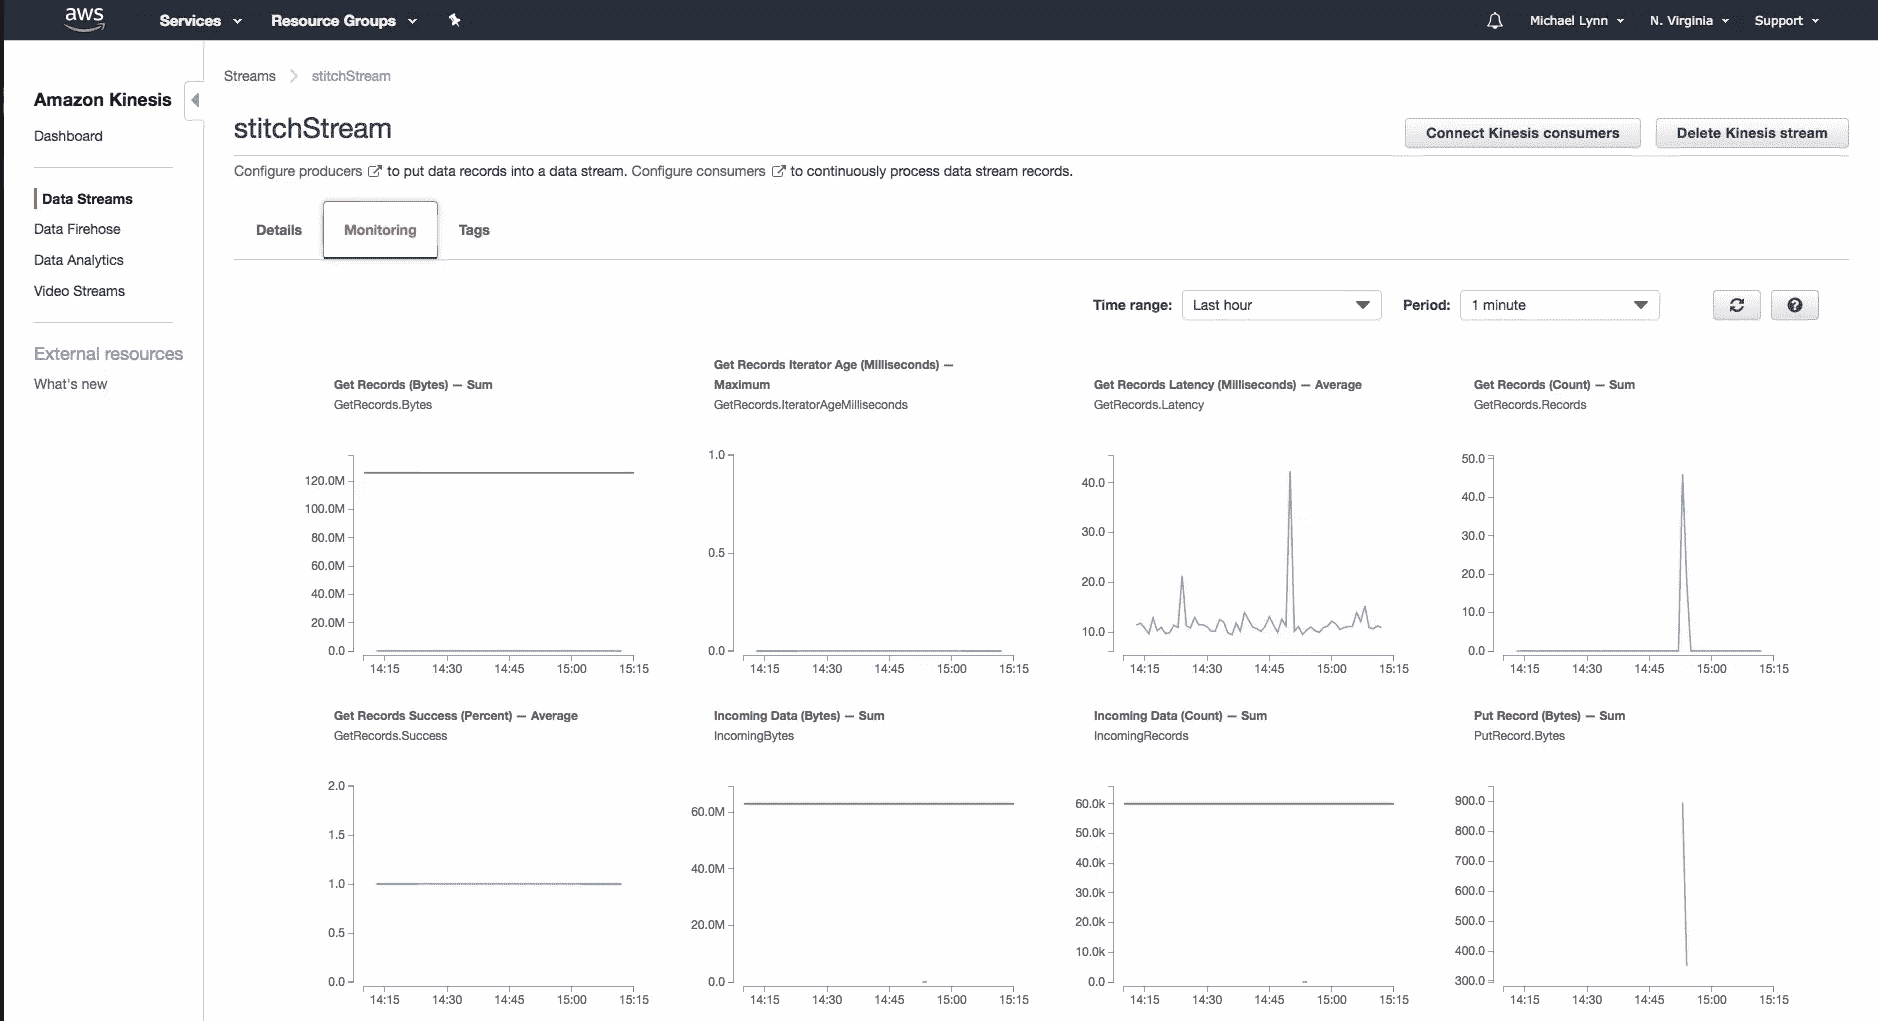 aws Services Resource Groups Michael Lynn N. Virginia Support
Amazon Kinesis
Dashboard
Data Streams
Data Firehose
Data Analytics
Video Streams
External resources
What's new
Streams stitchStream
stitchStream
Connect Kinesis consumers Delete Kinesis stream
Configure producers to put data records into a data stream. Configure consumers to continuously process data stream records.
Details Monitoring Tags
Time range: Last hour Period: 1 minute
Get Records (Bytes) — Sum
GetRecords.Bytes
120.0M
100.0M
80.0M
60.0M
40.0M
20.0M
0.0
14:15 14:30 14:45 15:00 15:15
Get Records Iterator Age (Milliseconds) —
Maximum
GetRecords.IteratorAgeMilliseconds
1.0
0.5
0.0
14:15 14:30 14:45 15:00 15:15
Get Records Latency (Milliseconds) — Average
GetRecords.Latency
40.0
30.0
20.0
10.0
14:15 14:30 14:45 15:00 15:15
Get Records (Count) — Sum
GetRecords.Records
50.0
40.0
30.0
20.0
10.0
0.0
14:15 14:30 14:45 15:00 15:15
Get Records Success (Percent) — Average
GetRecords.Success
2.0
1.5
1.0
0.5
0.0
14:15 14:30 14:45 15:00 15:15
Incoming Data (Bytes) — Sum
IncomingBytes
60.0M
40.0M
20.0M
0.0
14:15 14:30 14:45 15:00 15:15
Incoming Data (Count) — Sum
IncomingRecords
60.0k
50.0k
40.0k
30.0k
20.0k
10.0k
0.0
14:15 14:30 14:45 15:00 15:15
Put Record (Bytes) — Sum
PutRecord.Bytes
900.0
800.0
700.0
600.0
500.0
400.0
300.0
14:15 14:30 14:45 15:00 15:15